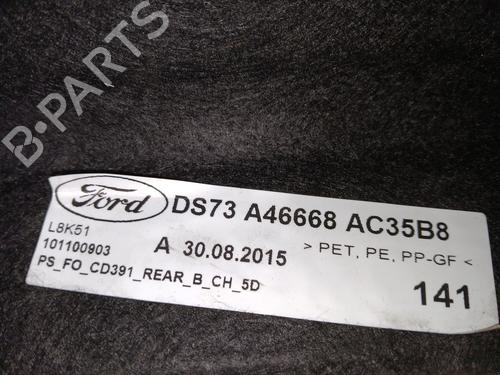 B-PARTS
Ford
DS73 A46668 AC35B8
L8K51
101100903
A 30.08.2015
> PET, PE, PP-GF <
PS_FO_CD391_REAR_B_CH_5D
141